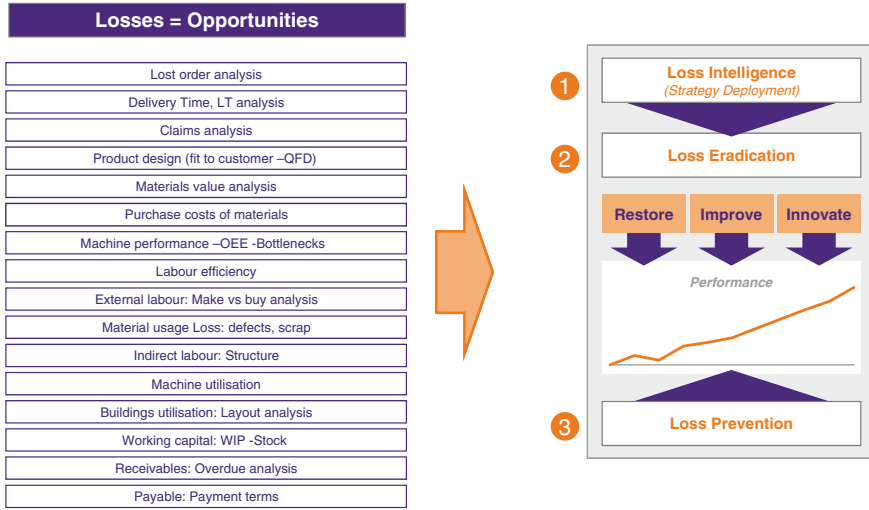 Losses = Opportunities
Lost order analysis
Delivery Time, LT analysis
Claims analysis
Product design (fit to customer –QFD)
Materials value analysis
Purchase costs of materials
Machine performance –OEE -Bottlenecks
Labour efficiency
External labour: Make vs buy analysis
Material usage Loss: defects, scrap
Indirect labour: Structure
Machine utilisation
Buildings utilisation: Layout analysis
Working capital: WIP -Stock
Receivables: Overdue analysis
Payable: Payment terms
1
Loss Intelligence
(Strategy Deployment)
2
Loss Eradication
Restore
Improve
Innovate
Performance
3
Loss Prevention